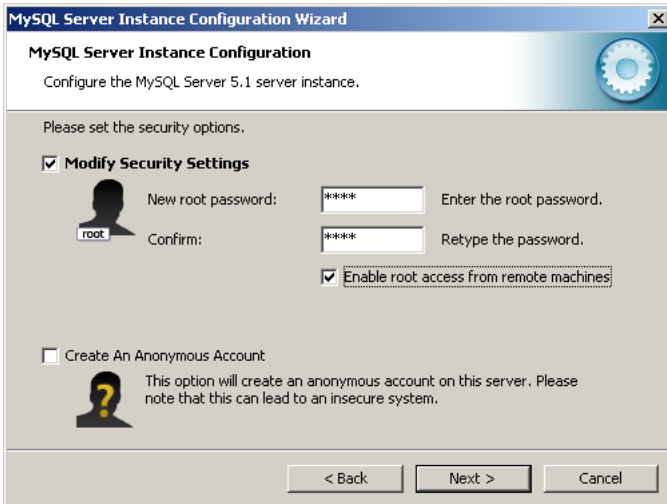 MySQL Server Instance Configuration Wizard
MySQL Server Instance Configuration
Configure the MySQL Server 5.1 server instance.
Please set the security options.
Modify Security Settings
root
New root password: **** Enter the root password.
Confirm: **** Retype the password.
Enable root access from remote machines
Create An Anonymous Account
?
This option will create an anonymous account on this server. Please
note that this can lead to an insecure system.
< Back Next > Cancel